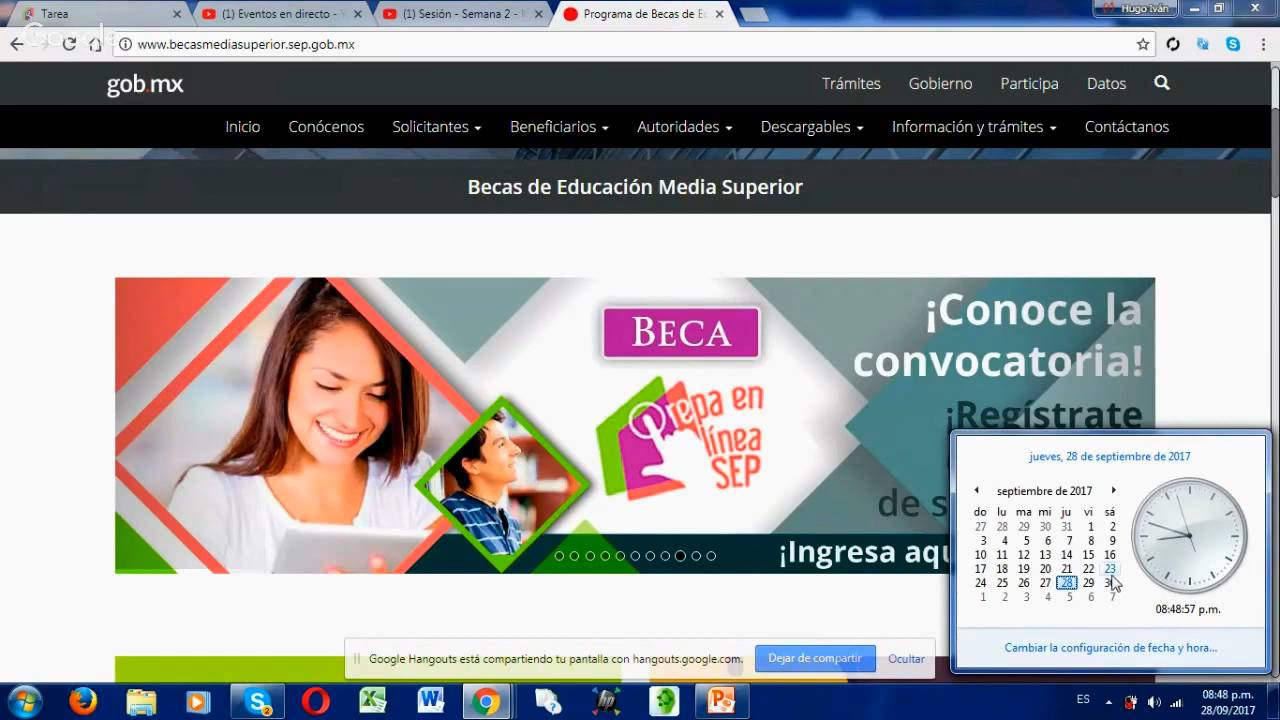 Tarea
(1) Eventos en directo -
(1) Sesión - Semana 2 -
Programa de Becas de E
Hugo Iván
Google
www.becasmediasuperior.sep.gob.mx
gob.mx
Trámites Gobierno Participa Datos
Inicio Conócenos Solicitantes Beneficiarios Autoridades Descargables Información y trámites Contáctanos
Becas de Educación Media Superior
BECA
Prepa en
línea
SEP
¡Conoce la
convocatoria!
¡Regístrate
de s
¡Ingresa aqu
jueves, 28 de septiembre de 2017
septiembre de 2017
do lu ma mi ju vi sá
27 28 29 30 31 1 2
3 4 5 6 7 8 9
10 11 12 13 14 15 16
17 18 19 20 21 22 23
24 25 26 27 28 29 30
1 2 3 4 5 6 7
08:48:57 p.m.
Cambiar la configuración de fecha y hora...
Google Hangouts está compartiendo tu pantalla con hangouts.google.com.
Dejar de compartir
Ocultar
2
ES
08:48 p.m.
28/09/2017